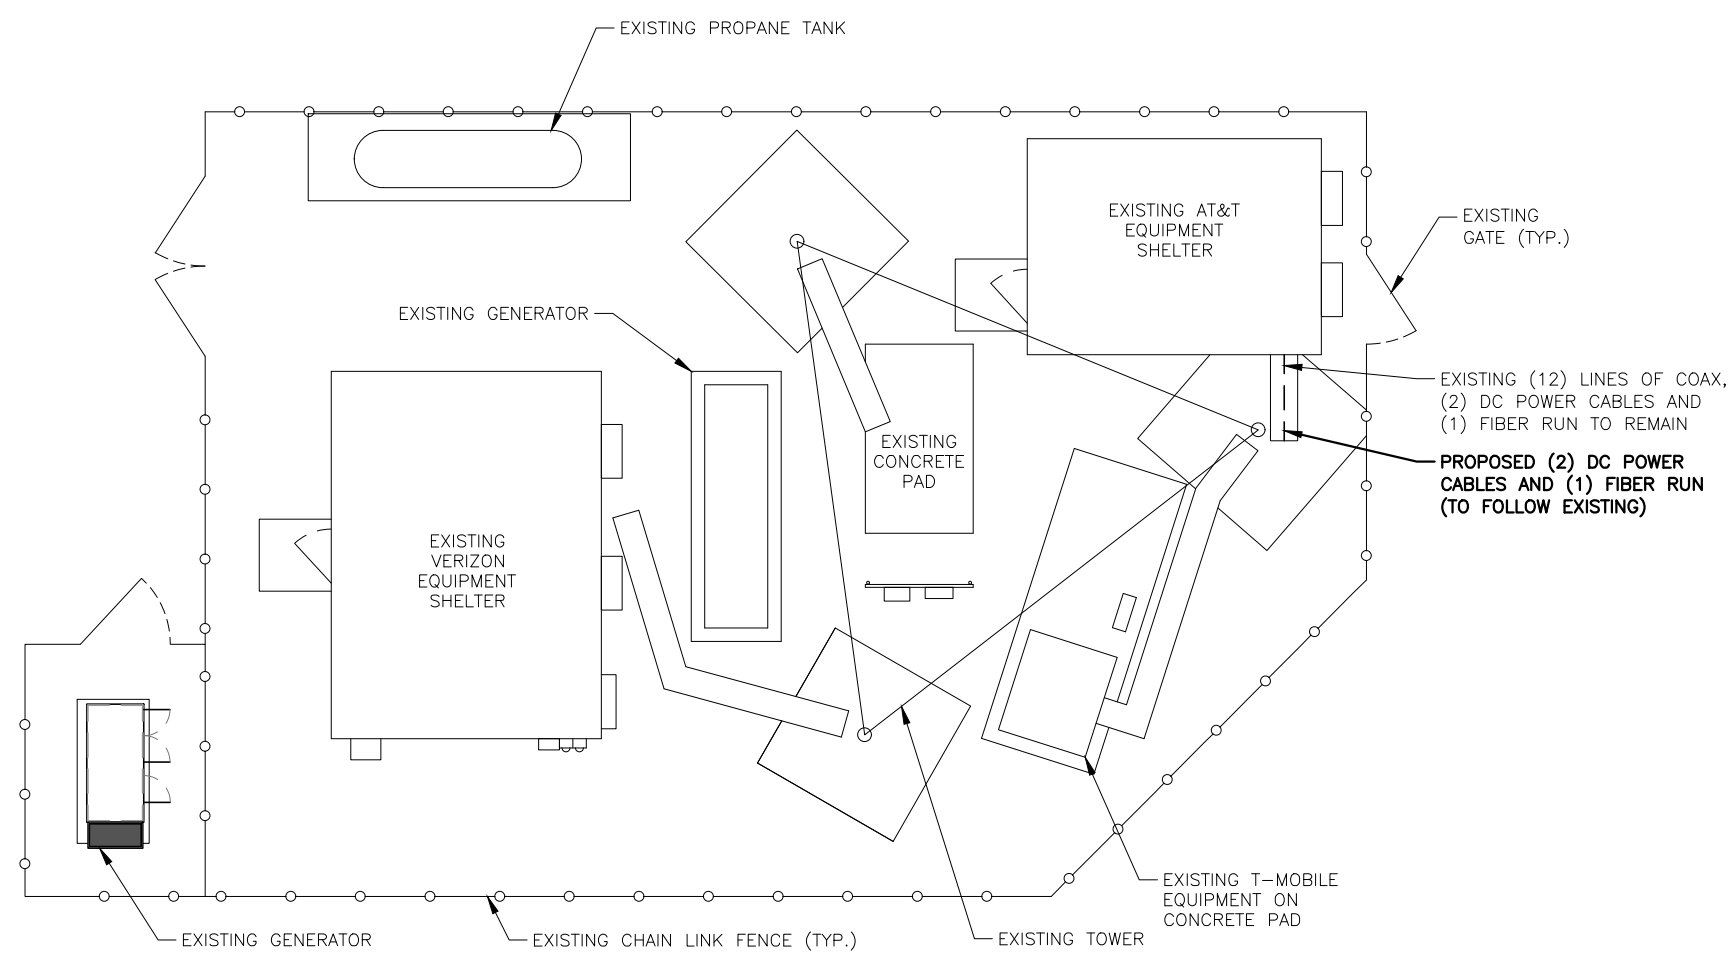 EXISTING PROPANE TANK
EXISTING AT&T
EQUIPMENT
SHELTER
EXISTING
GATE (TYP.)
EXISTING GENERATOR
EXISTING (12) LINES OF COAX,
(2) DC POWER CABLES AND
(1) FIBER RUN TO REMAIN
EXISTING
CONCRETE
PAD
PROPOSED (2) DC POWER
CABLES AND (1) FIBER RUN
(TO FOLLOW EXISTING)
EXISTING
VERIZON
EQUIPMENT
SHELTER
EXISTING T-MOBILE
EQUIPMENT ON
CONCRETE PAD
EXISTING GENERATOR
EXISTING CHAIN LINK FENCE (TYP.)
EXISTING TOWER